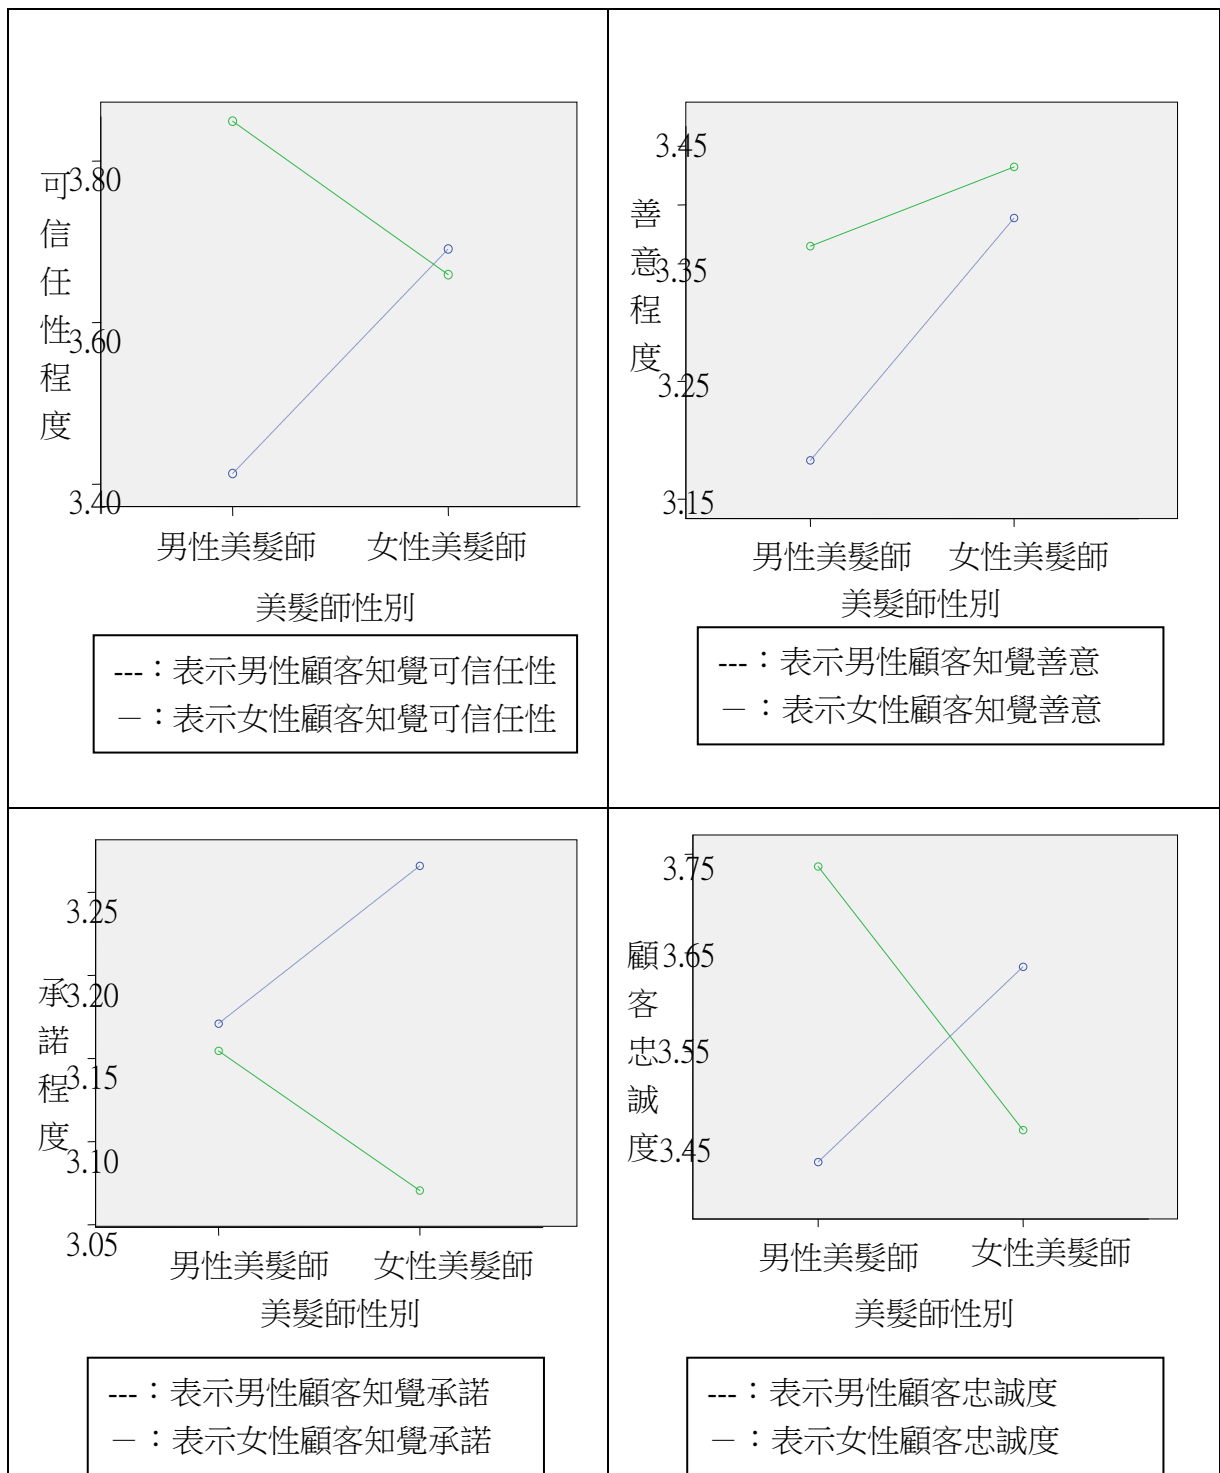 可信任性程度
3.80
3.60
3.40
男性美髮師 女性美髮師
美髮師性別
---：表示男性顧客知覺可信任性
－：表示女性顧客知覺可信任性
善意程度
3.45
3.35
3.25
3.15
男性美髮師 女性美髮師
美髮師性別
---：表示男性顧客知覺善意
－：表示女性顧客知覺善意
承諾程度
3.25
3.20
3.15
3.10
3.05
男性美髮師 女性美髮師
美髮師性別
---：表示男性顧客知覺承諾
－：表示女性顧客知覺承諾
顧客忠誠度
3.75
3.65
3.55
3.45
男性美髮師 女性美髮師
美髮師性別
---：表示男性顧客忠誠度
－：表示女性顧客忠誠度